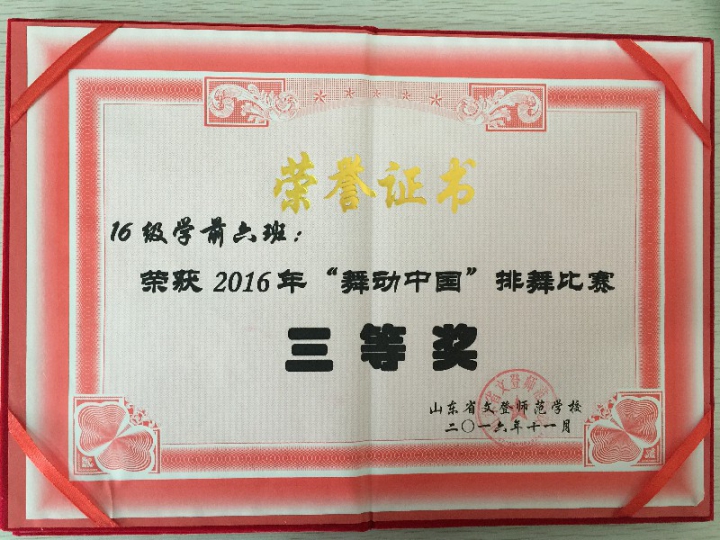 荣誉证书
16级学前六班：
荣获2016年“舞动中国”排舞比赛
三等奖
山东省文登师范学校
二〇一六年十一月